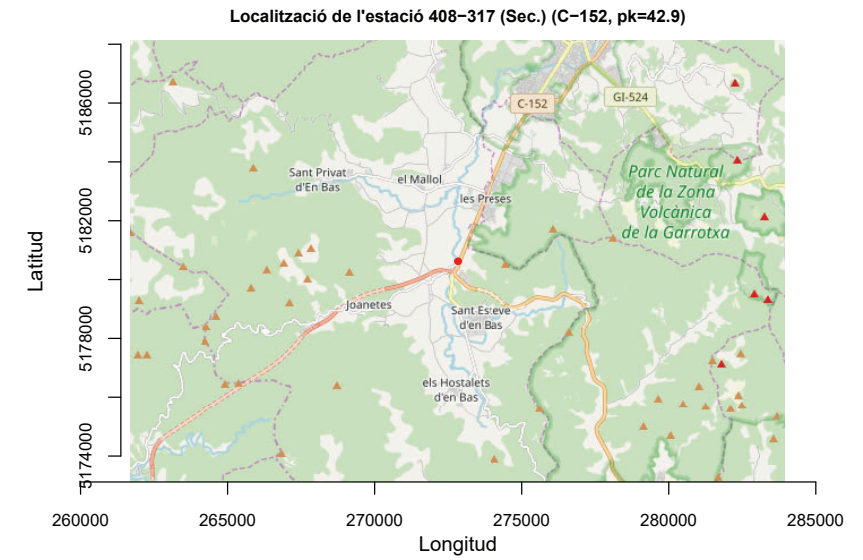 Localització de l'estació 408−317 (Sec.) (C−152, pk=42.9)
Latitud
5186000
5182000
5178000
5174000
C-152
GI-524
Sant Privat
d'En Bas
el Mallol
les Preses
Parc Natural
de la Zona
Volcànica
de la Garrotxa
Joanetes
Sant Esteve
d'en Bas
els Hostalets
d'en Bas
260000
265000
270000
275000
280000
285000
Longitud